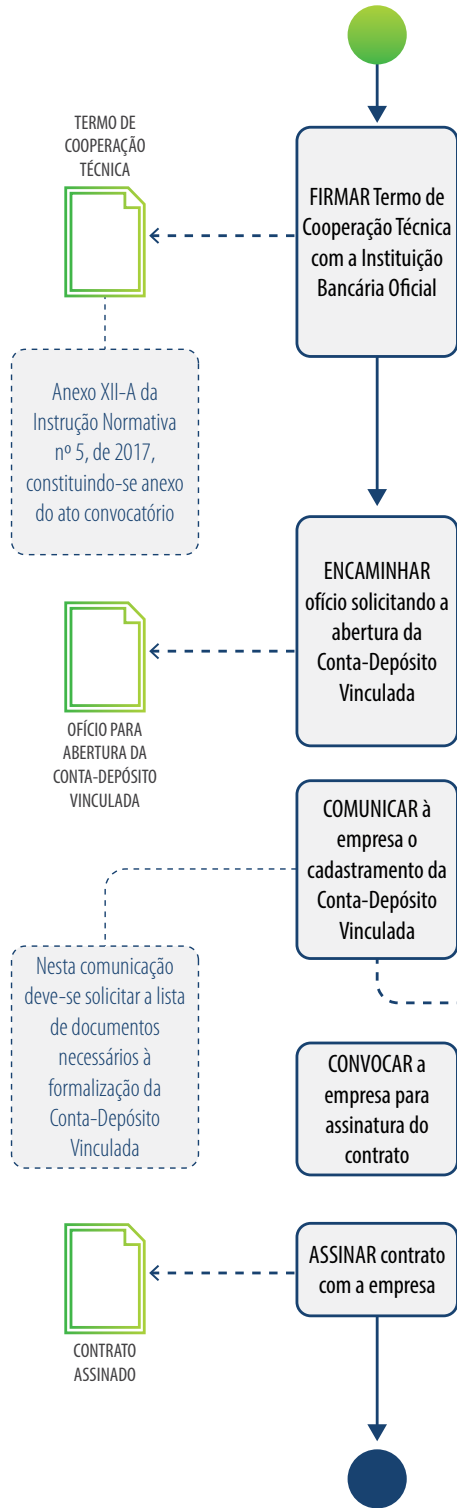 TERMO DE
COOPERAÇÃO
TÉCNICA
FIRMAR Termo de
Cooperação Técnica
com a Instituição
Bancária Oficial
Anexo XII-A da
Instrução Normativa
nº 5, de 2017,
constituindo-se anexo
do ato convocatório
ENCAMINHAR
ofício solicitando a
abertura da
Conta-Depósito
Vinculada
OFÍCIO PARA
ABERTURA DA
CONTA-DEPÓSITO
VINCULADA
COMUNICAR à
empresa o
cadastramento da
Conta-Depósito
Vinculada
Nesta comunicação
deve-se solicitar a lista
de documentos
necessários à
formalização da
Conta-Depósito
Vinculada
CONVOCAR a
empresa para
assinatura do
contrato
ASSINAR contrato
com a empresa
CONTRATO
ASSINADO